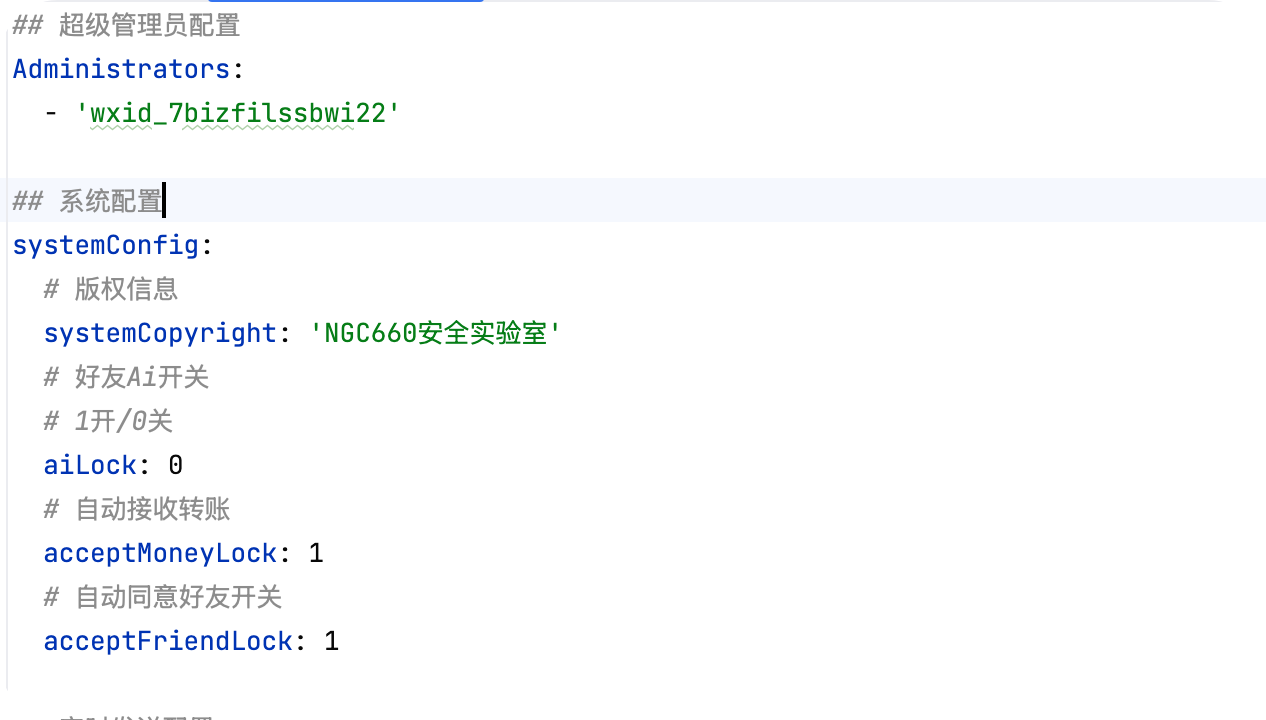 ## 超级管理员配置
Administrators:
  - 'wxid_7bizfilssbwi22'
## 系统配置
systemConfig:
  # 版权信息
  systemCopyright: 'NGC660安全实验室'
  # 好友Ai开关
  # 1开/0关
  aiLock: 0
  # 自动接收转账
  acceptMoneyLock: 1
  # 自动同意好友开关
  acceptFriendLock: 1